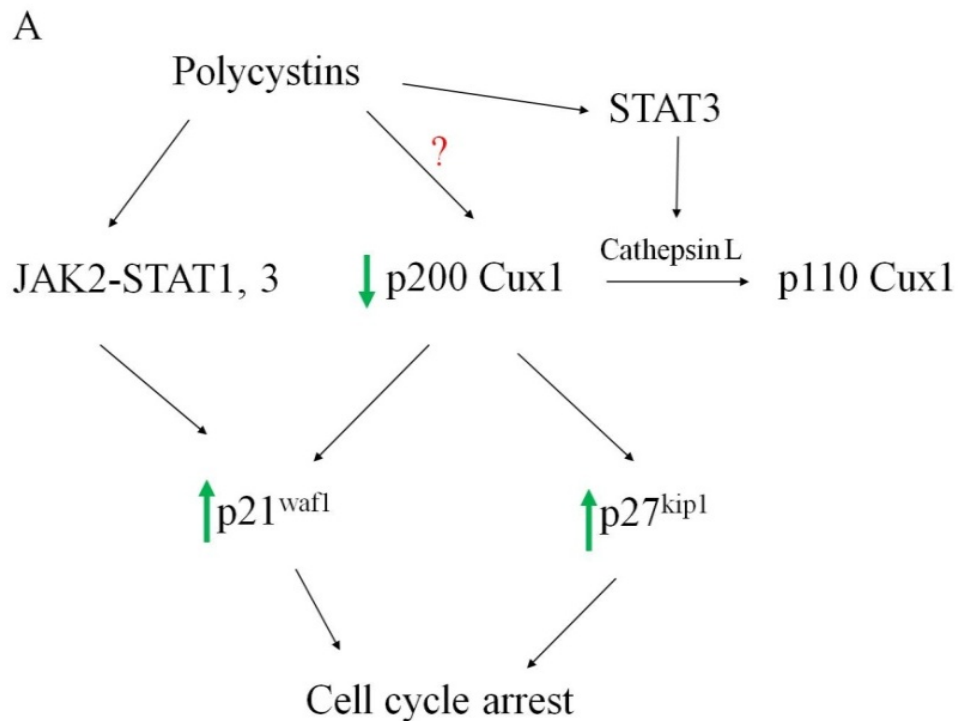 A
Polycystins
STAT3
?
Cathepsin L
JAK2-STAT1, 3
p200 Cux1
p110 Cux1
p21waf1
p27kip1
Cell cycle arrest